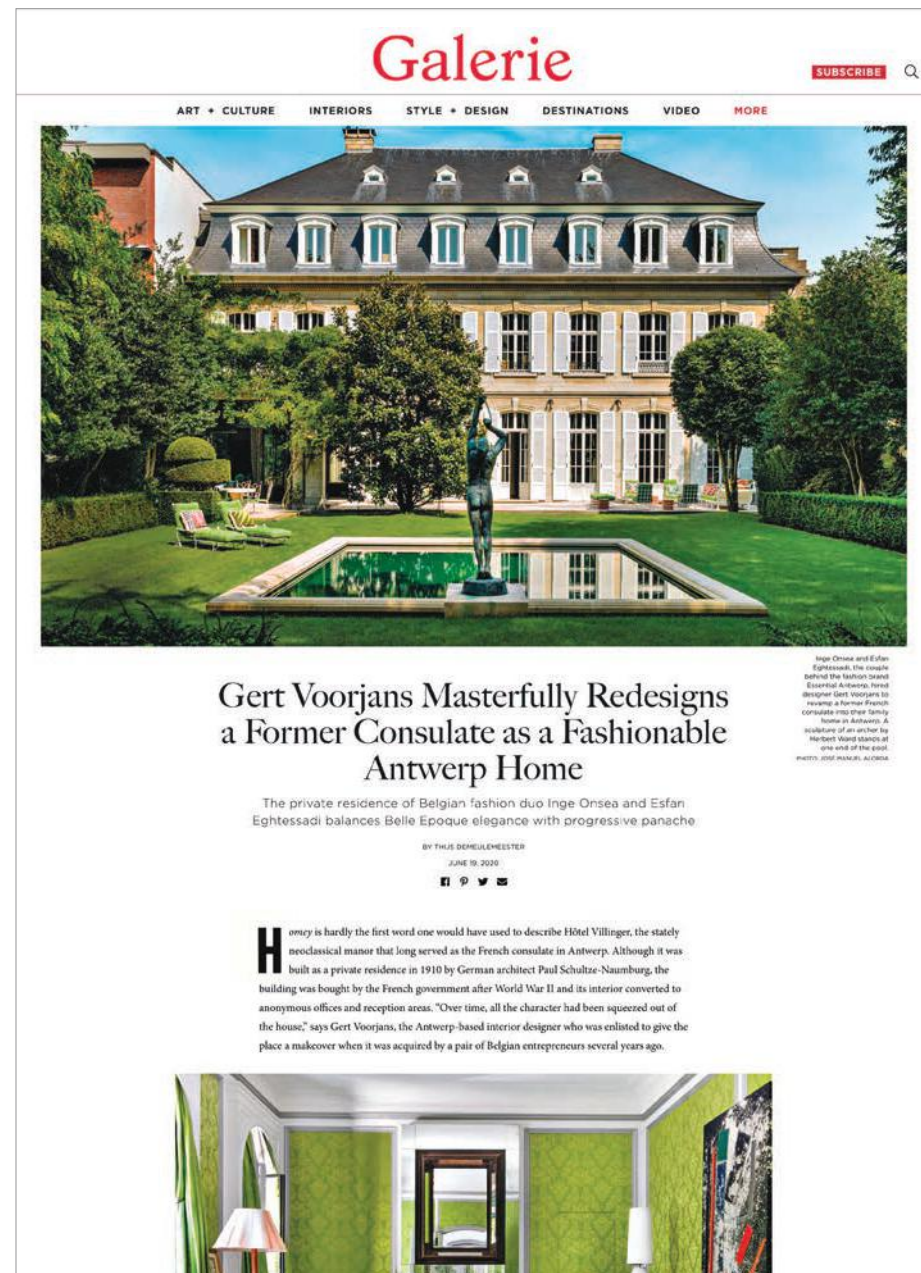 Galerie
SUBSCRIBE
ART + CULTURE INTERIORS STYLE + DESIGN DESTINATIONS VIDEO MORE
Inge Onsea and Esfan
Eghtessadi, the couple
behind the fashion brand
Essential Antwerp, hired
designer Gert Voorjans to
revamp a former French
consulate into their family
home in Antwerp. A
sculpture of an archer by
Herbert Ward stands at
one end of the pool.
PHOTO: JOSÉ MANUEL ALORDA
Gert Voorjans Masterfully Redesigns
a Former Consulate as a Fashionable
Antwerp Home
The private residence of Belgian fashion duo Inge Onsea and Esfan
Eghtessadi balances Belle Epoque elegance with progressive panache
BY THIJS DEMEULEMEESTER
JUNE 19, 2020
Homey is hardly the first word one would have used to describe Hôtel Villinger, the stately
neoclassical manor that long served as the French consulate in Antwerp. Although it was
built as a private residence in 1910 by German architect Paul Schultze-Naumburg, the
building was bought by the French government after World War II and its interior converted to
anonymous offices and reception areas. “Over time, all the character had been squeezed out of
the house,” says Gert Voorjans, the Antwerp-based interior designer who was enlisted to give the
place a makeover when it was acquired by a pair of Belgian entrepreneurs several years ago.